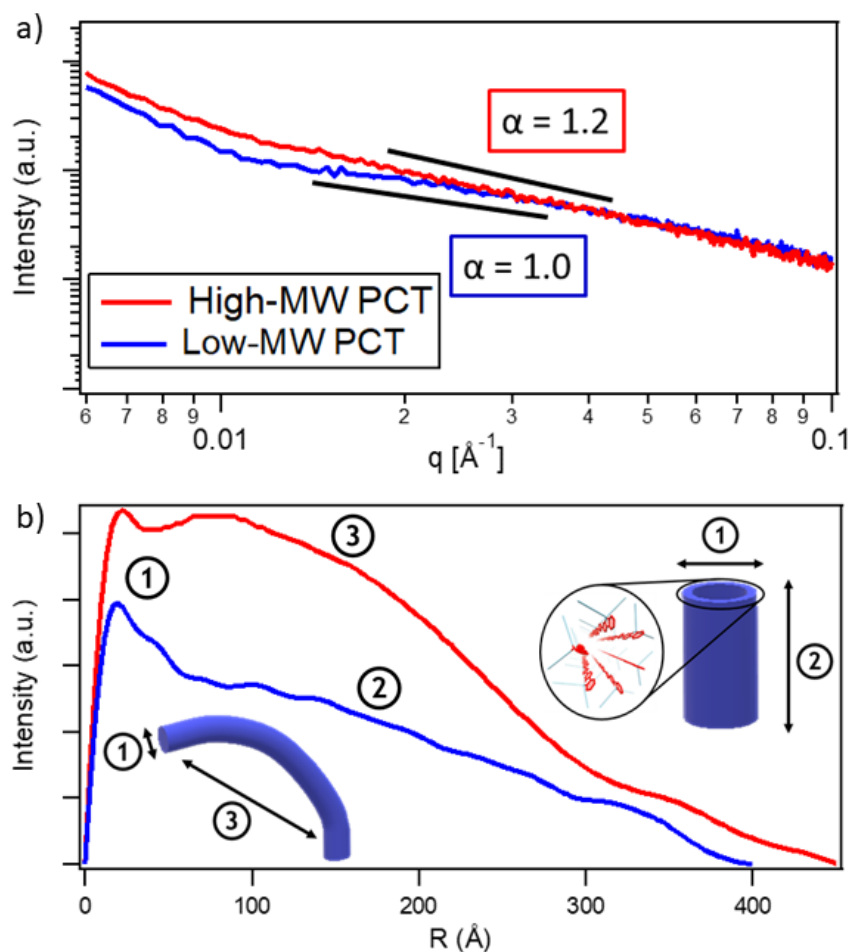 a)
Intensty (a.u.)
α = 1.2
α = 1.0
High-MW PCT
Low-MW PCT
6 7 8 9 0.01 2 3 4 5 6 7 8 9 0.1
q [Å⁻¹]
b)
Intensity (a.u.)
1
3
2
1
2
1
3
0 100 200 300 400
R (Å)